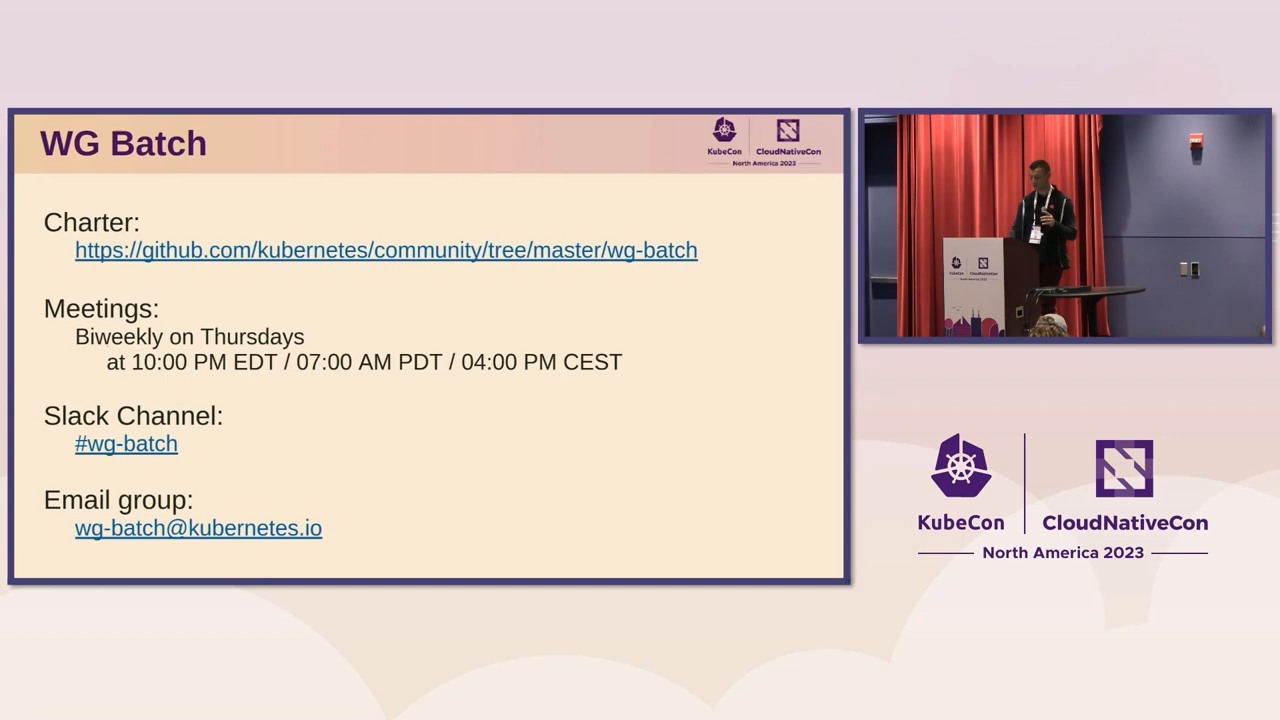 WG Batch
KubeCon
CloudNativeCon
North America 2023
Charter:
https://github.com/kubernetes/community/tree/master/wg-batch
Meetings:
Biweekly on Thursdays
at 10:00 PM EDT / 07:00 AM PDT / 04:00 PM CEST
Slack Channel:
#wg-batch
Email group:
wg-batch@kubernetes.io
KubeCon
CloudNativeCon
North America 2023